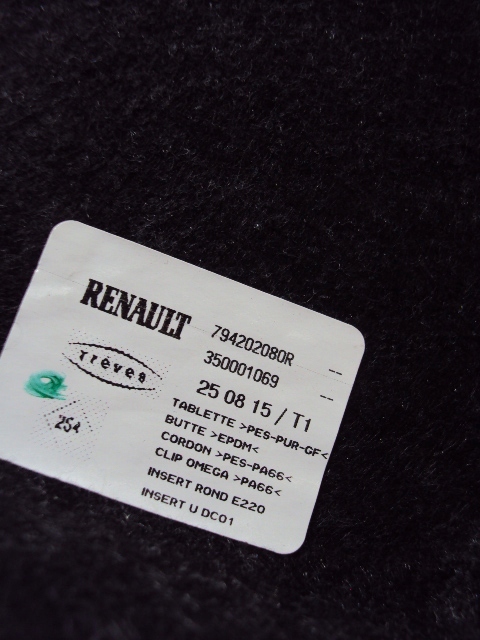 RENAULT
794202080R --
350001069 --
Trèves
25 08 15 / T1
254
TABLETTE >PES-PUR-GF<
BUTTE >EPDM<
CORDON >PES-PA66<
CLIP OMEGA >PA66<
INSERT ROND E220
INSERT U DC01